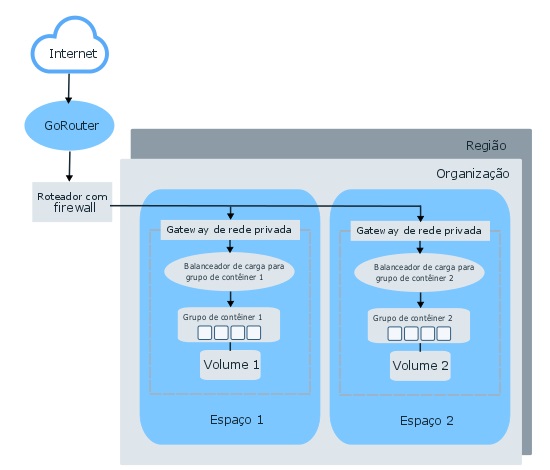 Internet
GoRouter
Região
Organização
Roteador com
firewall
Gateway de rede privada
Balanceador de carga para
grupo de contêiner 1
Grupo de contêiner 1
Volume 1
Espaço 1
Gateway de rede privada
Balanceador de carga para
grupo de contêiner 2
Grupo de contêiner 2
Volume 2
Espaço 2